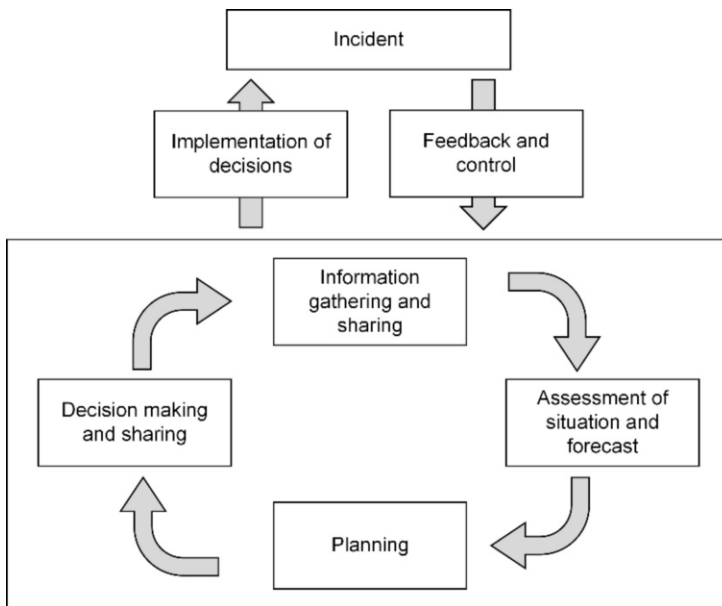 Incident
Implementation of
decisions
Feedback and
control
Information
gathering and
sharing
Assessment of
situation and
forecast
Planning
Decision making
and sharing